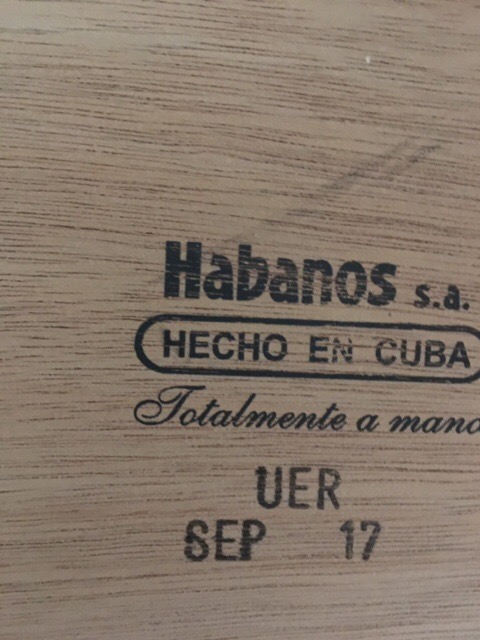 Habanos s.a.
HECHO EN CUBA
Totalmente a mano
UER
SEP 17